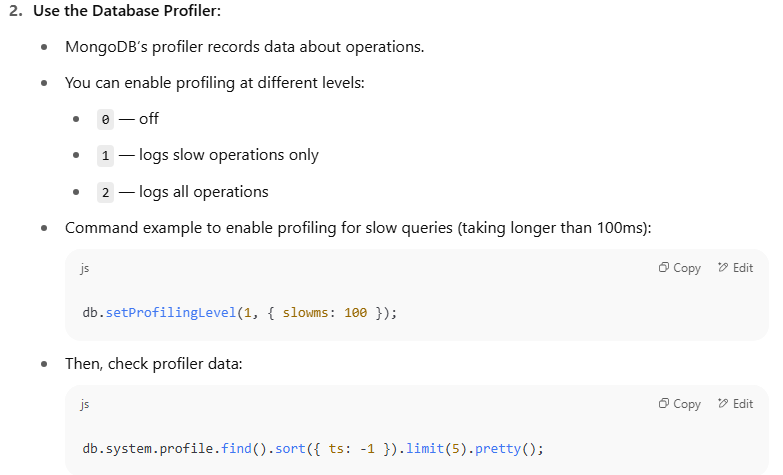 2. Use the Database Profiler:
MongoDB's profiler records data about operations.
You can enable profiling at different levels:
0 — off
1 — logs slow operations only
2 — logs all operations
Command example to enable profiling for slow queries (taking longer than 100ms):
js Copy Edit
db.setProfilingLevel(1, { slowms: 100 });
Then, check profiler data:
js Copy Edit
db.system.profile.find().sort({ ts: -1 }).limit(5).pretty();